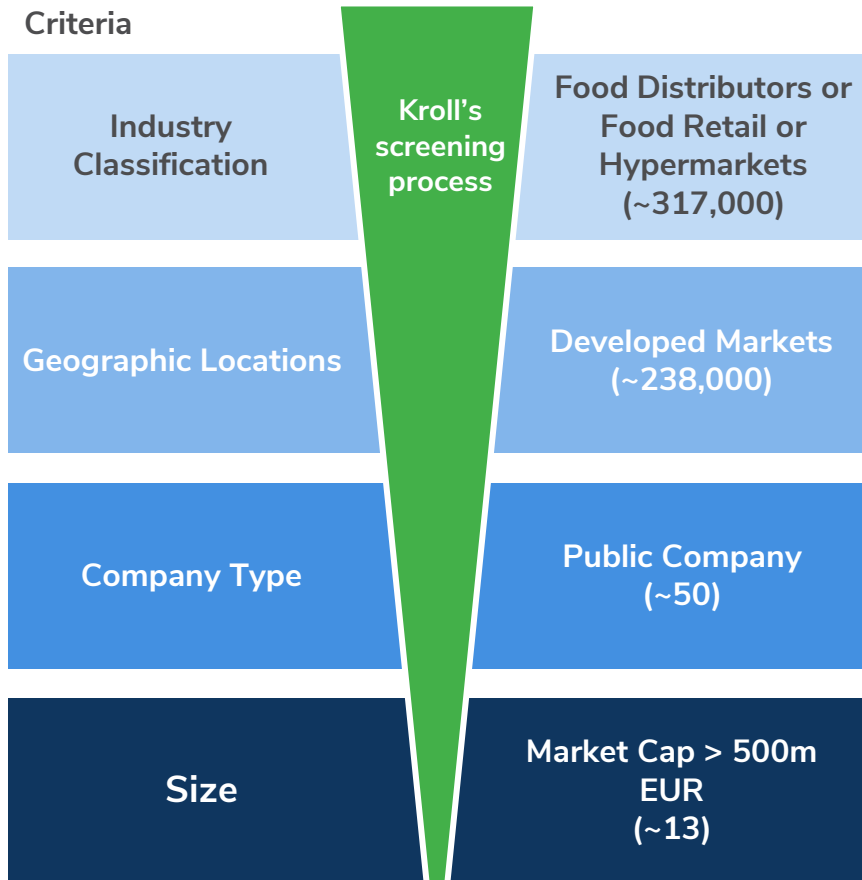 Criteria
Industry
Classification
Kroll's
screening
process
Food Distributors or
Food Retail or
Hypermarkets
(~317,000)
Geographic Locations
Developed Markets
(~238,000)
Company Type
Public Company
(~50)
Size
Market Cap > 500m
EUR
(~13)